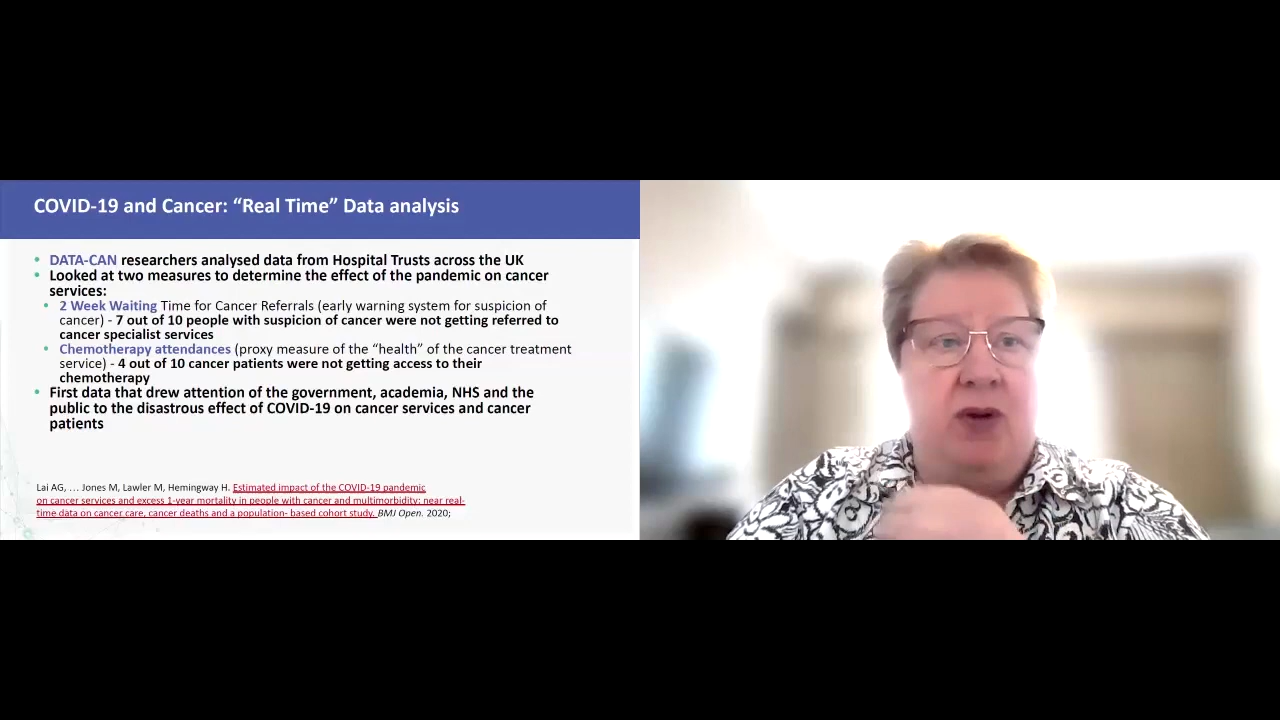 COVID-19 and Cancer: “Real Time” Data analysis
• DATA-CAN researchers analysed data from Hospital Trusts across the UK
• Looked at two measures to determine the effect of the pandemic on cancer
services:
• 2 Week Waiting Time for Cancer Referrals (early warning system for suspicion of
cancer) - 7 out of 10 people with suspicion of cancer were not getting referred to
cancer specialist services
• Chemotherapy attendances (proxy measure of the “health” of the cancer treatment
service) - 4 out of 10 cancer patients were not getting access to their
chemotherapy
• First data that drew attention of the government, academia, NHS and the
public to the disastrous effect of COVID-19 on cancer services and cancer
patients
Lai AG, … Jones M, Lawler M, Hemingway H. Estimated impact of the COVID-19 pandemic
on cancer services and excess 1-year mortality in people with cancer and multimorbidity: near real-
time data on cancer care, cancer deaths and a population- based cohort study. BMJ Open. 2020;